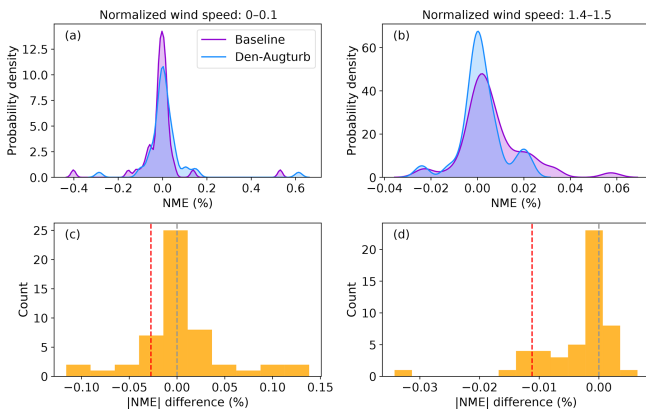 Normalized wind speed: 0–0.1
Normalized wind speed: 1.4–1.5
(a)
Baseline
Den-Augturb
Probability density
12.5
10.0
7.5
5.0
2.5
0.0
−0.4 −0.2 0.0 0.2 0.4 0.6
NME (%)
(b)
Probability density
60
40
20
0
−0.04 −0.02 0.00 0.02 0.04 0.06
NME (%)
(c)
Count
25
20
15
10
5
0
−0.10 −0.05 0.00 0.05 0.10 0.15
|NME| difference (%)
(d)
Count
20
15
10
5
0
−0.03 −0.02 −0.01 0.00
|NME| difference (%)